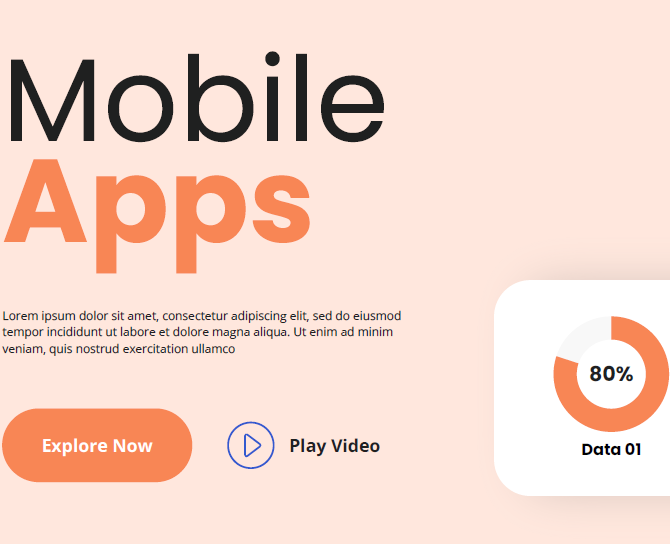 Mobile
Apps
Lorem ipsum dolor sit amet, consectetur adipiscing elit, sed do eiusmod
tempor incididunt ut labore et dolore magna aliqua. Ut enim ad minim
veniam, quis nostrud exercitation ullamco
Explore Now
Play Video
80%
Data 01